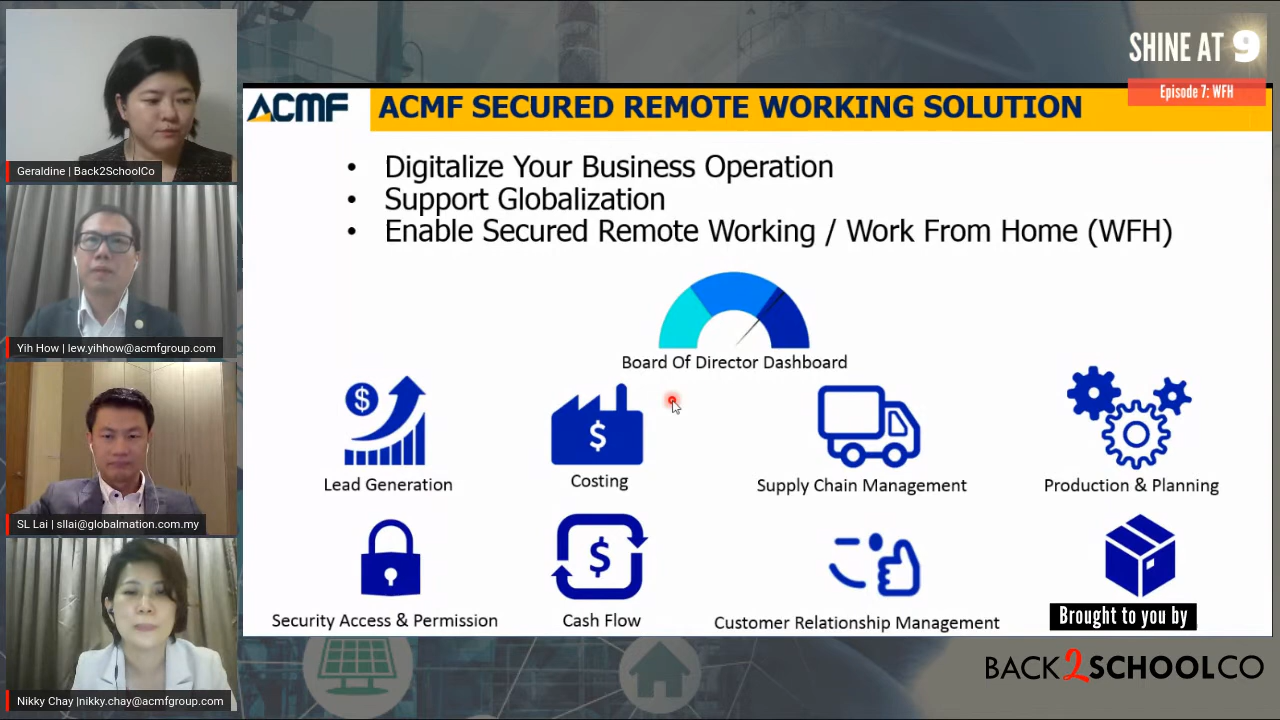 SHINE AT 9
Episode 7: WFH
ACMF
ACMF SECURED REMOTE WORKING SOLUTION
• Digitalize Your Business Operation
• Support Globalization
• Enable Secured Remote Working / Work From Home (WFH)
Board Of Director Dashboard
$
$
Lead Generation
Costing
Supply Chain Management
Production & Planning
$
Security Access & Permission
Cash Flow
Customer Relationship Management
Brought to you by
BACK2SCHOOLCO
Geraldine | Back2SchoolCo
Yih How | lew.yihhow@acmfgroup.com
SL Lai | sllai@globalmation.com.my
Nikky Chay |nikky.chay@acmfgroup.com